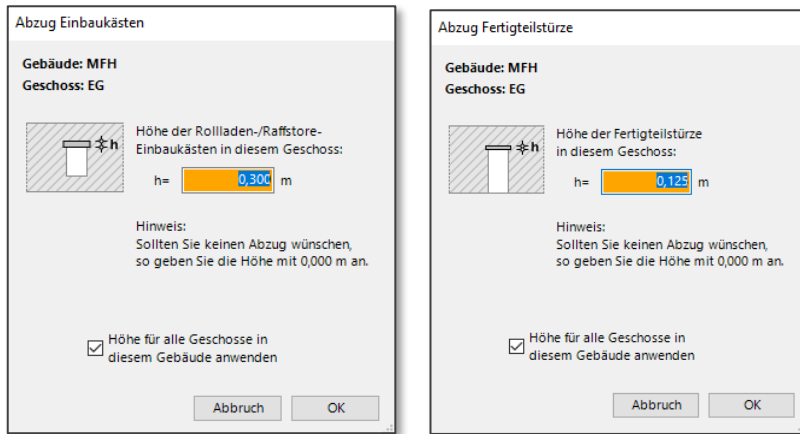 Abzug Einbaukästen
Gebäude: MFH
Geschoss: EG
h
Höhe der Rollladen-/Raffstore-
Einbaukästen in diesem Geschoss:
h= 0,300 m
Hinweis:
Sollten Sie keinen Abzug wünschen,
so geben Sie die Höhe mit 0,000 m an.
Höhe für alle Geschosse in
diesem Gebäude anwenden
Abbruch OK
Abzug Fertigteilstürze
Gebäude: MFH
Geschoss: EG
h
Höhe der Fertigteilstürze
in diesem Geschoss:
h= 0,125 m
Hinweis:
Sollten Sie keinen Abzug wünschen,
so geben Sie die Höhe mit 0,000 m an.
Höhe für alle Geschosse in
diesem Gebäude anwenden
Abbruch OK